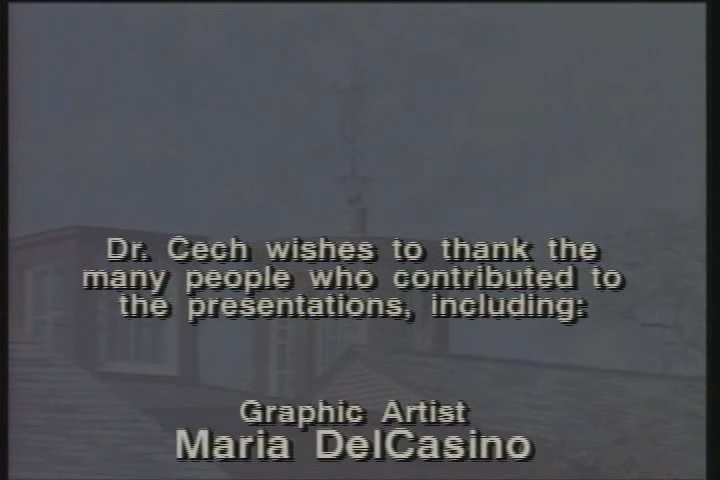 Dr. Cech wishes to thank the
many people who contributed to
the presentations, including:
Graphic Artist
Maria DelCasino